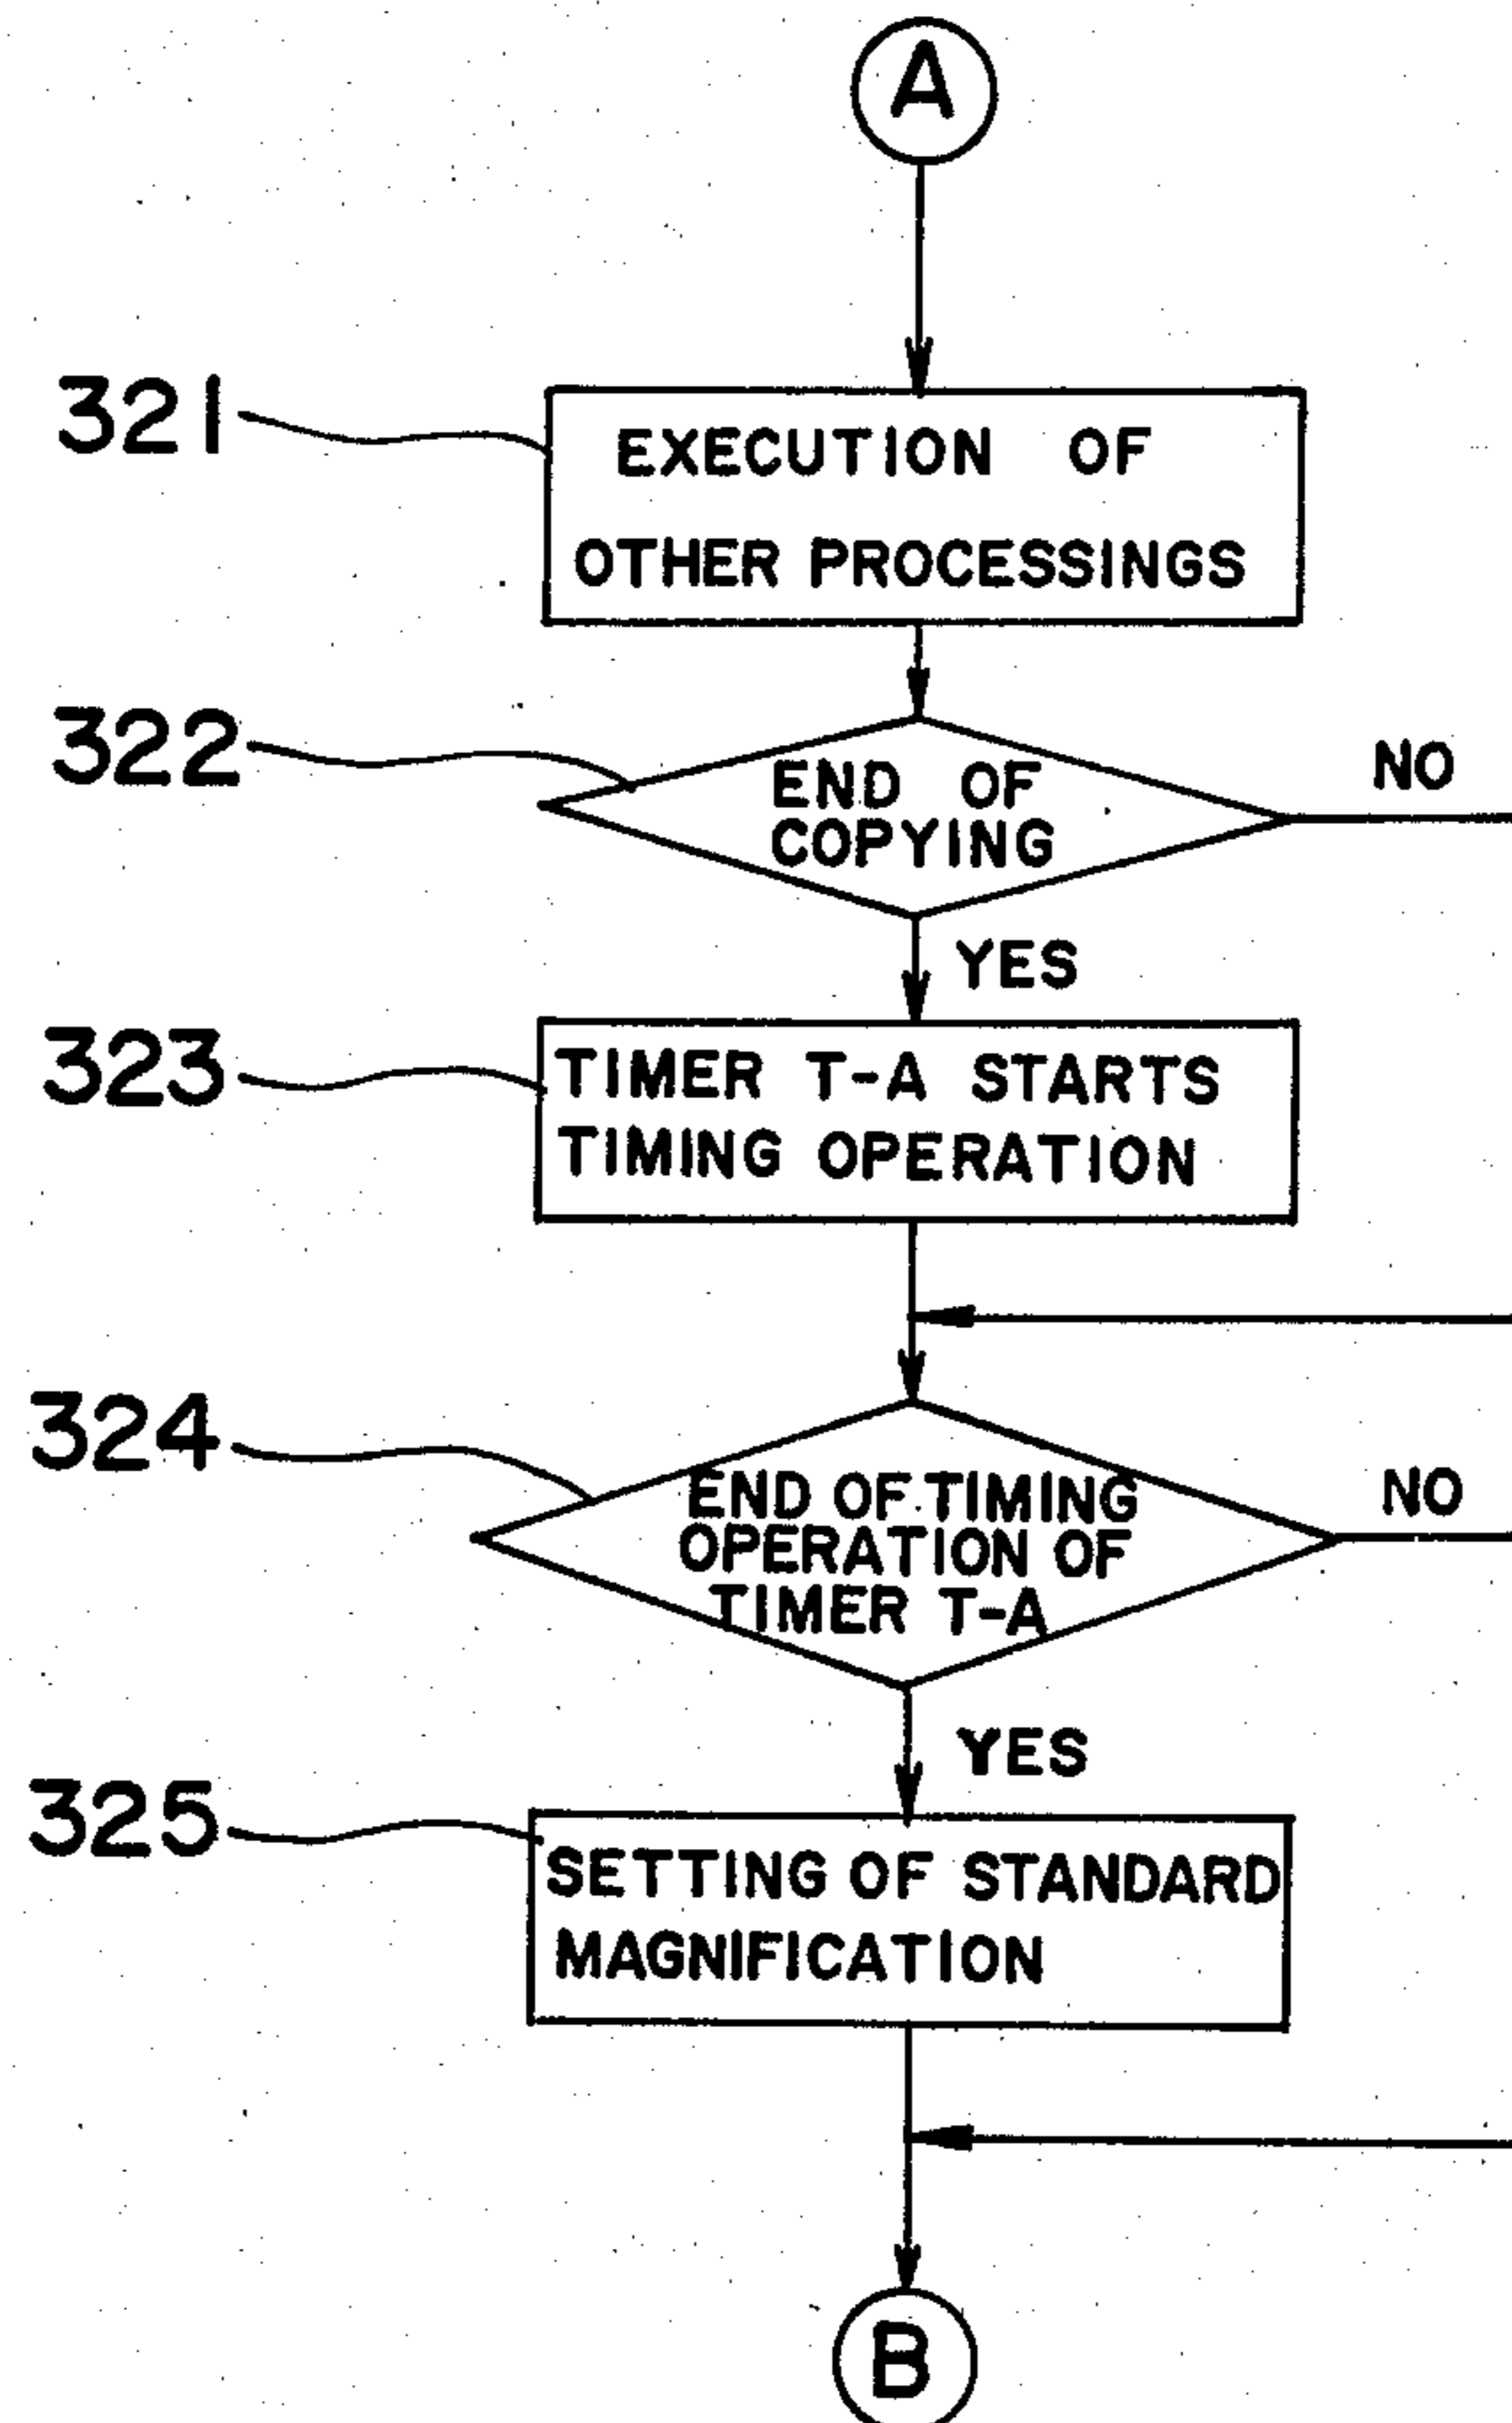 A
321
EXECUTION OF
OTHER PROCESSINGS
322
END OF
COPYING
NO
YES
323
TIMER T-A STARTS
TIMING OPERATION
324
END OF TIMING
OPERATION OF
TIMER T-A
NO
YES
325
SETTING OF STANDARD
MAGNIFICATION
B